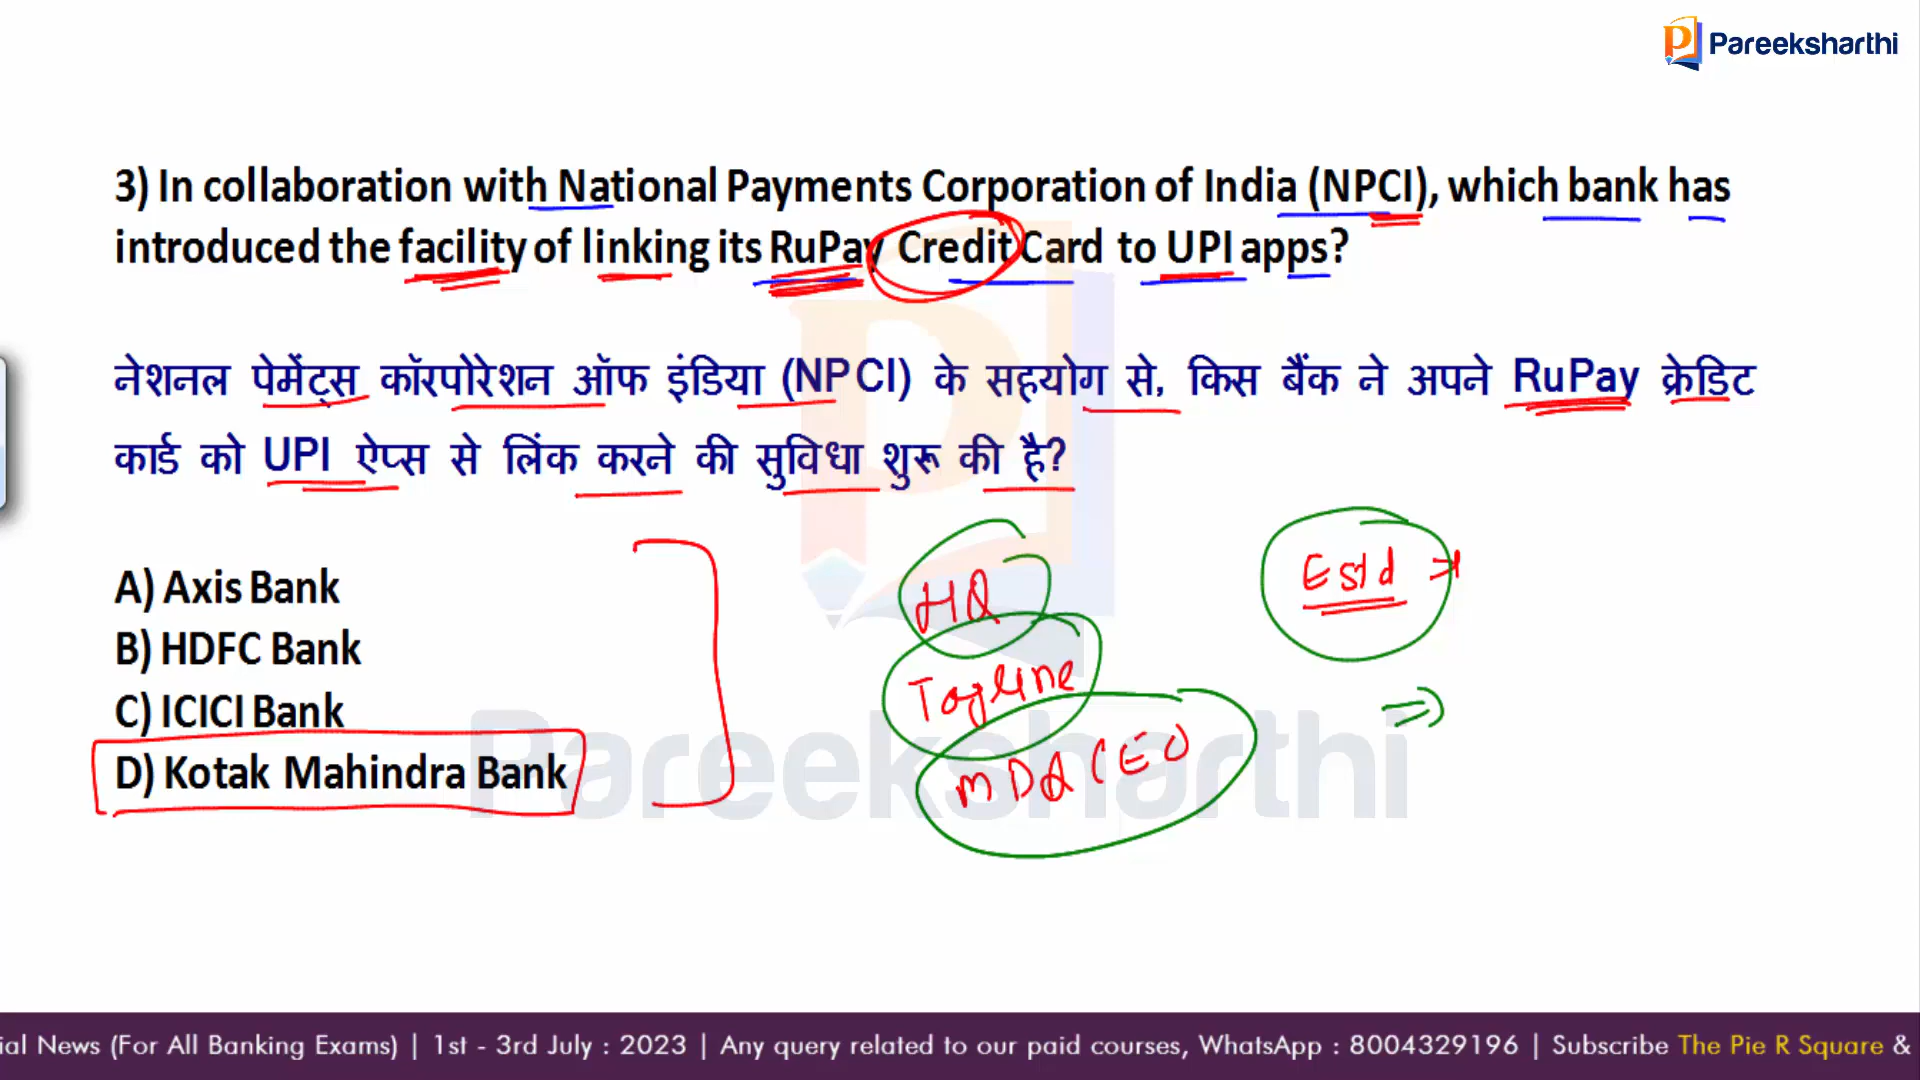 Pareeksharthi
3) In collaboration with National Payments Corporation of India (NPCI), which bank has
introduced the facility of linking its RuPay Credit Card to UPI apps?
नेशनल पेमेंट्स कॉरपोरेशन ऑफ इंडिया (NPCI) के सहयोग से, किस बैंक ने अपने RuPay क्रेडिट
कार्ड को UPI ऐप्स से लिंक करने की सुविधा शुरू की है?
A) Axis Bank
B) HDFC Bank
C) ICICI Bank
D) Kotak Mahindra Bank
HQ
Tagline
MD & CEO
Estd →
⇒
Pareeksharthi
ial News (For All Banking Exams) | 1st - 3rd July : 2023 | Any query related to our paid courses, WhatsApp : 8004329196 | Subscribe The Pie R Square &